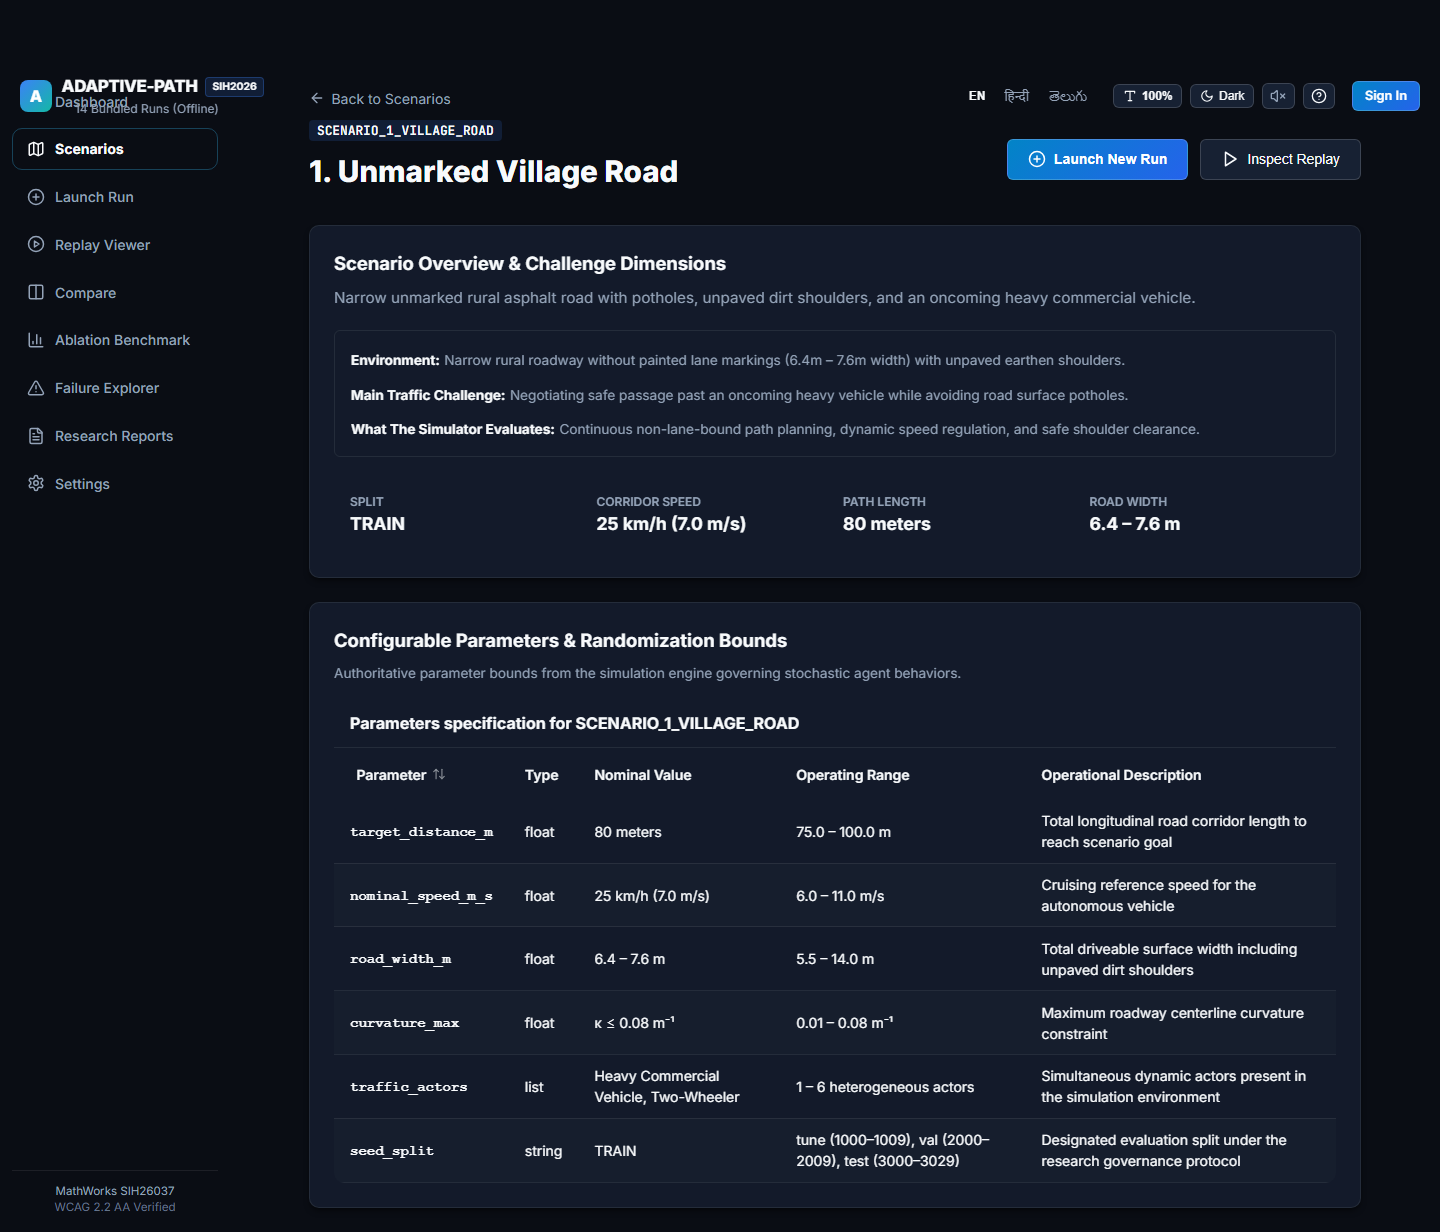 A
ADAPTIVE-PATH SIH2026
Dashboard
14 Bundled Runs (Offline)
Scenarios
Launch Run
Replay Viewer
Compare
Ablation Benchmark
Failure Explorer
Research Reports
Settings
MathWorks SIH26037
WCAG 2.2 AA Verified
Back to Scenarios
EN हिन्दी తెలుగు 100% Dark Sign In
SCENARIO_1_VILLAGE_ROAD
1. Unmarked Village Road
Launch New Run Inspect Replay
Scenario Overview & Challenge Dimensions
Narrow unmarked rural asphalt road with potholes, unpaved dirt shoulders, and an oncoming heavy commercial vehicle.
Environment: Narrow rural roadway without painted lane markings (6.4m – 7.6m width) with unpaved earthen shoulders.
Main Traffic Challenge: Negotiating safe passage past an oncoming heavy vehicle while avoiding road surface potholes.
What The Simulator Evaluates: Continuous non-lane-bound path planning, dynamic speed regulation, and safe shoulder clearance.
SPLIT CORRIDOR SPEED PATH LENGTH ROAD WIDTH
TRAIN 25 km/h (7.0 m/s) 80 meters 6.4 – 7.6 m
Configurable Parameters & Randomization Bounds
Authoritative parameter bounds from the simulation engine governing stochastic agent behaviors.
Parameters specification for SCENARIO_1_VILLAGE_ROAD
Parameter Type Nominal Value Operating Range Operational Description
target_distance_m float 80 meters 75.0 – 100.0 m Total longitudinal road corridor length to
reach scenario goal
nominal_speed_m_s float 25 km/h (7.0 m/s) 6.0 – 11.0 m/s Cruising reference speed for the
autonomous vehicle
road_width_m float 6.4 – 7.6 m 5.5 – 14.0 m Total driveable surface width including
unpaved dirt shoulders
curvature_max float κ ≤ 0.08 m⁻¹ 0.01 – 0.08 m⁻¹ Maximum roadway centerline curvature
constraint
traffic_actors list Heavy Commercial
Vehicle, Two-Wheeler 1 – 6 heterogeneous actors Simultaneous dynamic actors present in
the simulation environment
seed_split string TRAIN tune (1000–1009), val (2000–
2009), test (3000–3029) Designated evaluation split under the
research governance protocol